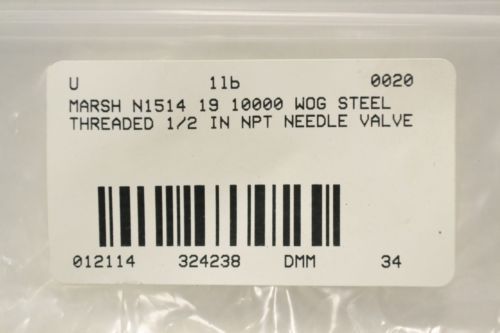 U 1lb 0020
MARSH N1514 19 10000 WOG STEEL
THREADED 1/2 IN NPT NEEDLE VALVE
012114 324238 DMM 34